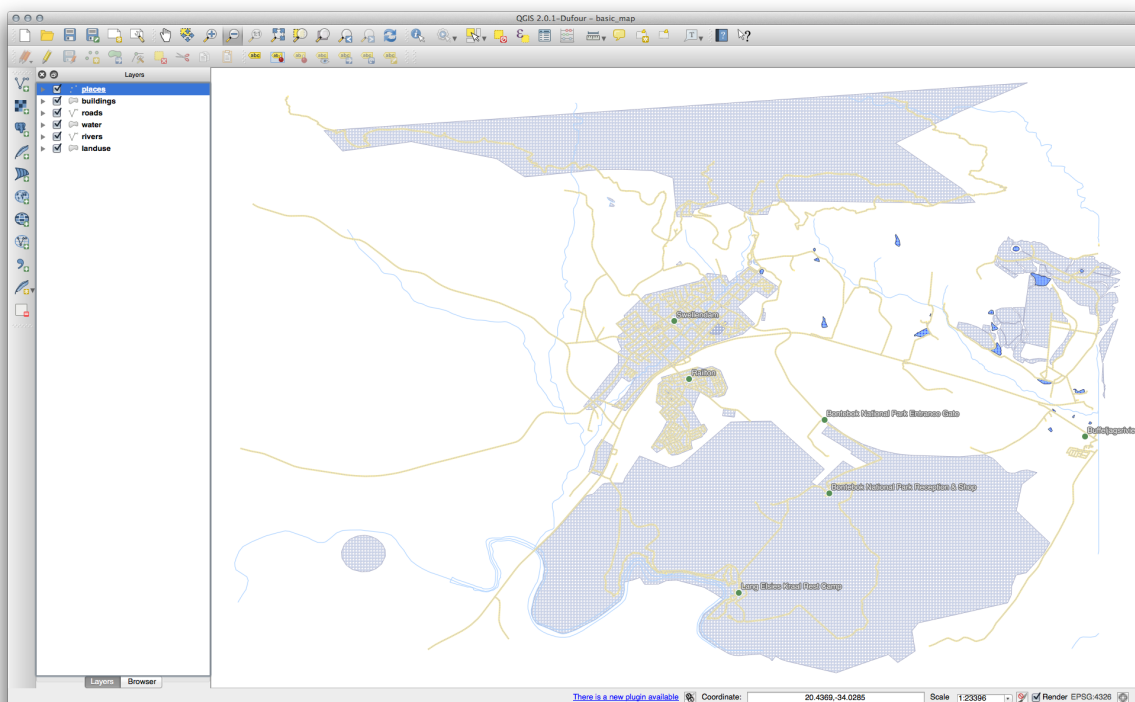 QGIS 2.0.1-Dufour – basic_map
Layers
places
buildings
roads
water
rivers
landuse
Swellendam
Railton
Bontebok National Park Entrance Gate
Bontebok National Park Reception & Shop
Lang Elsies Kraal Rest Camp
Layers
Browser
There is a new plugin available
Coordinate:
20.4369,-34.0285
Scale
1:23396
Render
EPSG:4326